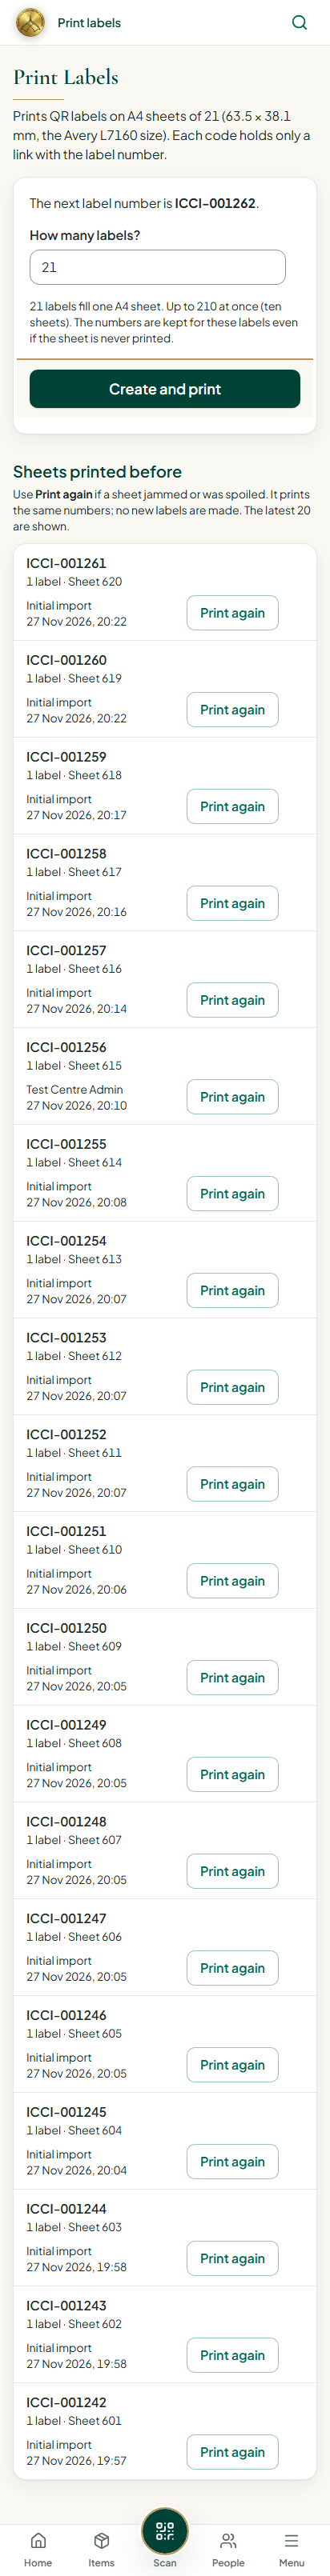 Print labels
Print Labels
Prints QR labels on A4 sheets of 21 (63.5 × 38.1
mm, the Avery L7160 size). Each code holds only a
link with the label number.
The next label number is ICCI-001262.
How many labels?
21
21 labels fill one A4 sheet. Up to 210 at once (ten
sheets). The numbers are kept for these labels even
if the sheet is never printed.
Create and print
Sheets printed before
Use Print again if a sheet jammed or was spoiled. It prints
the same numbers; no new labels are made. The latest 20
are shown.
ICCI-001261
1 label · Sheet 620
Initial import
27 Nov 2026, 20:22
Print again
ICCI-001260
1 label · Sheet 619
Initial import
27 Nov 2026, 20:22
Print again
ICCI-001259
1 label · Sheet 618
Initial import
27 Nov 2026, 20:17
Print again
ICCI-001258
1 label · Sheet 617
Initial import
27 Nov 2026, 20:16
Print again
ICCI-001257
1 label · Sheet 616
Initial import
27 Nov 2026, 20:14
Print again
ICCI-001256
1 label · Sheet 615
Test Centre Admin
27 Nov 2026, 20:10
Print again
ICCI-001255
1 label · Sheet 614
Initial import
27 Nov 2026, 20:08
Print again
ICCI-001254
1 label · Sheet 613
Initial import
27 Nov 2026, 20:07
Print again
ICCI-001253
1 label · Sheet 612
Initial import
27 Nov 2026, 20:07
Print again
ICCI-001252
1 label · Sheet 611
Initial import
27 Nov 2026, 20:07
Print again
ICCI-001251
1 label · Sheet 610
Initial import
27 Nov 2026, 20:06
Print again
ICCI-001250
1 label · Sheet 609
Initial import
27 Nov 2026, 20:05
Print again
ICCI-001249
1 label · Sheet 608
Initial import
27 Nov 2026, 20:05
Print again
ICCI-001248
1 label · Sheet 607
Initial import
27 Nov 2026, 20:05
Print again
ICCI-001247
1 label · Sheet 606
Initial import
27 Nov 2026, 20:05
Print again
ICCI-001246
1 label · Sheet 605
Initial import
27 Nov 2026, 20:05
Print again
ICCI-001245
1 label · Sheet 604
Initial import
27 Nov 2026, 20:04
Print again
ICCI-001244
1 label · Sheet 603
Initial import
27 Nov 2026, 19:58
Print again
ICCI-001243
1 label · Sheet 602
Initial import
27 Nov 2026, 19:58
Print again
ICCI-001242
1 label · Sheet 601
Initial import
27 Nov 2026, 19:57
Print again
Home
Items
Scan
People
Menu